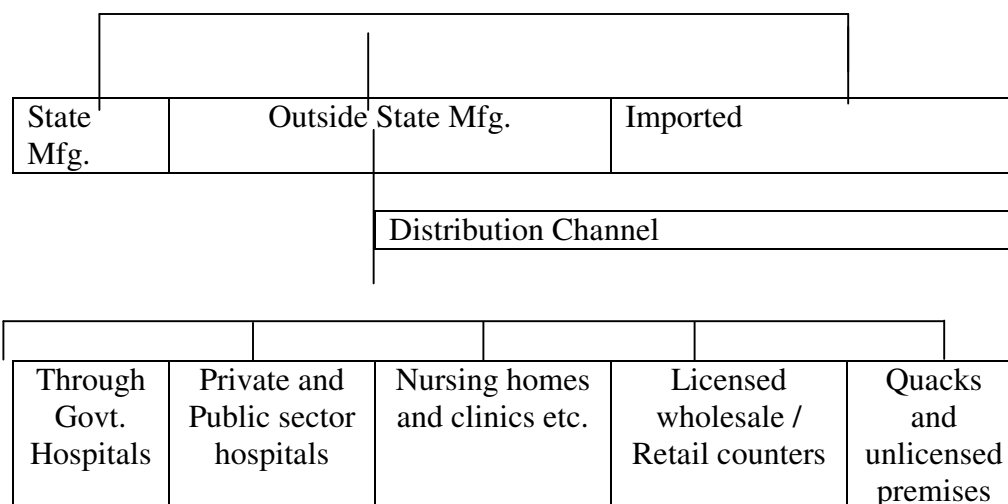 State
Mfg.
Outside State Mfg.
Imported
Distribution Channel
Through
Govt.
Hospitals
Private and
Public sector
hospitals
Nursing homes
and clinics etc.
Licensed
wholesale /
Retail counters
Quacks
and
unlicensed
premises